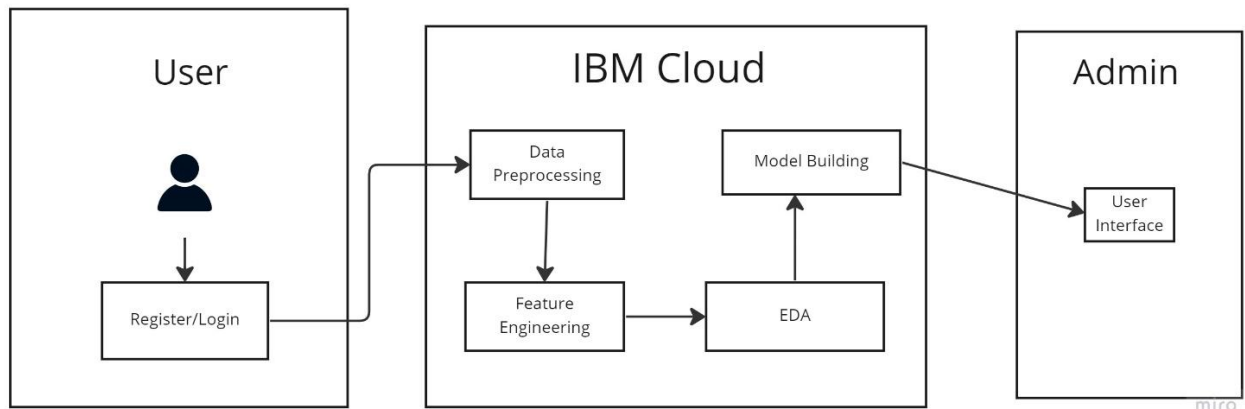 User
IBM Cloud
Admin
Data
Preprocessing
Model Building
User
Interface
Register/Login
Feature
Engineering
EDA
miro